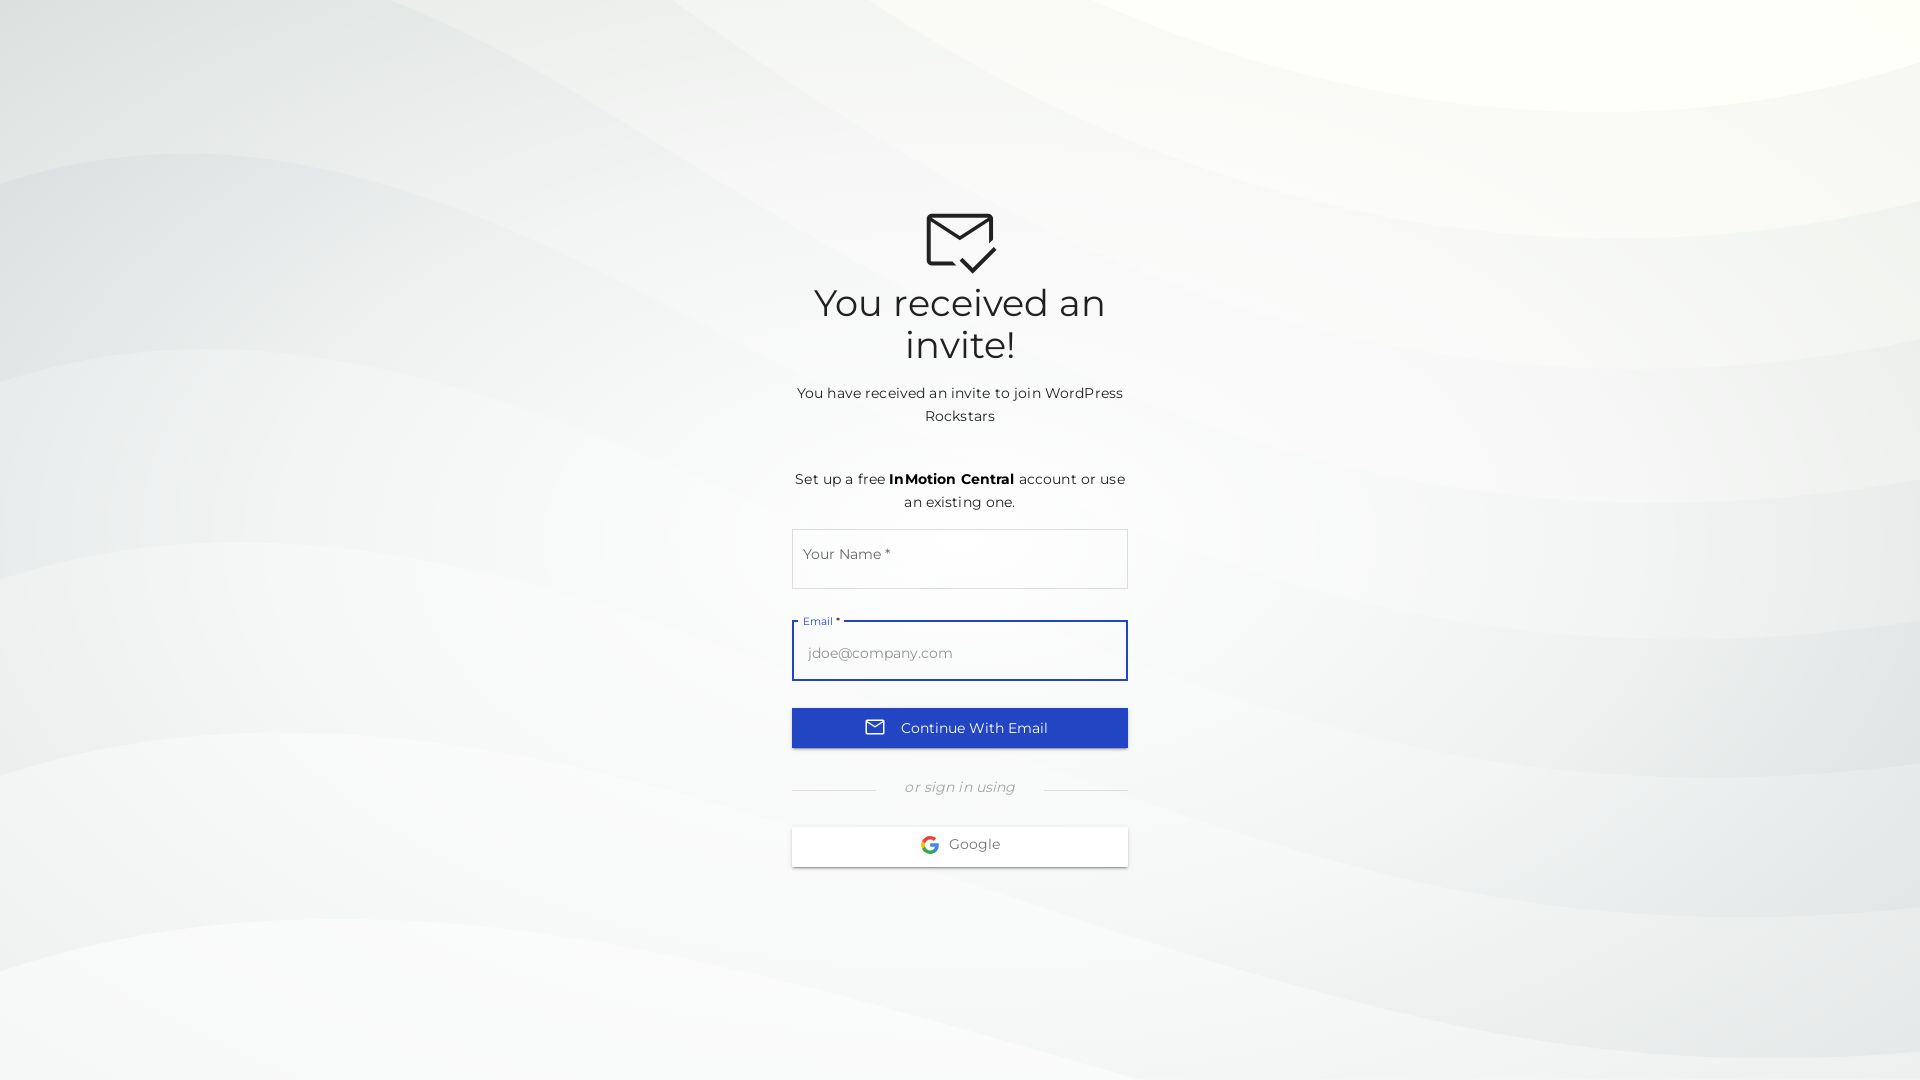 You received an
invite!
You have received an invite to join WordPress
Rockstars
Set up a free InMotion Central account or use
an existing one.
Your Name *
Email *
jdoe@company.com
Continue With Email
or sign in using
Google